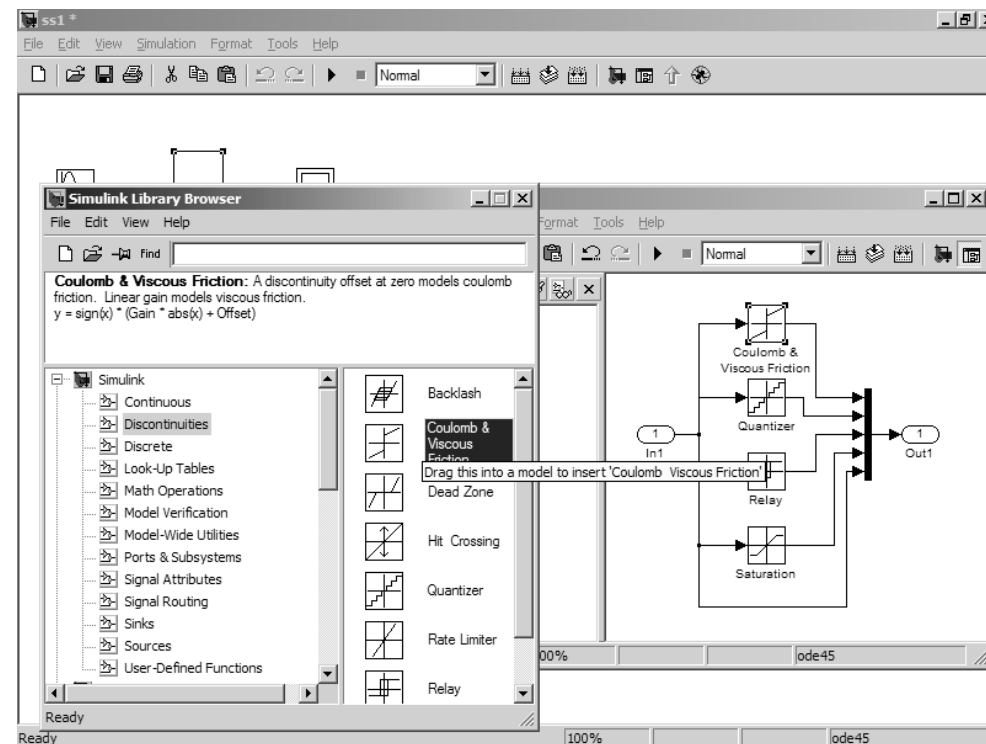 ss1 *
File Edit View Simulation Format Tools Help
Normal
Simulink Library Browser
File Edit View Help
Find
Coulomb & Viscous Friction: A discontinuity offset at zero models coulomb
friction. Linear gain models viscous friction.
y = sign(x) * (Gain * abs(x) + Offset)
Simulink
Continuous
Discontinuities
Discrete
Look-Up Tables
Math Operations
Model Verification
Model-Wide Utilities
Ports & Subsystems
Signal Attributes
Signal Routing
Sinks
Sources
User-Defined Functions
Backlash
Coulomb &
Viscous
Friction
Drag this into a model to insert 'Coulomb Viscous Friction'
Dead Zone
Hit Crossing
Quantizer
Rate Limiter
Relay
Ready
Format Tools Help
Normal
Coulomb &
Viscous Friction
Quantizer
1
In1
1
Out1
Relay
Saturation
00%
ode45
Ready
100%
ode45